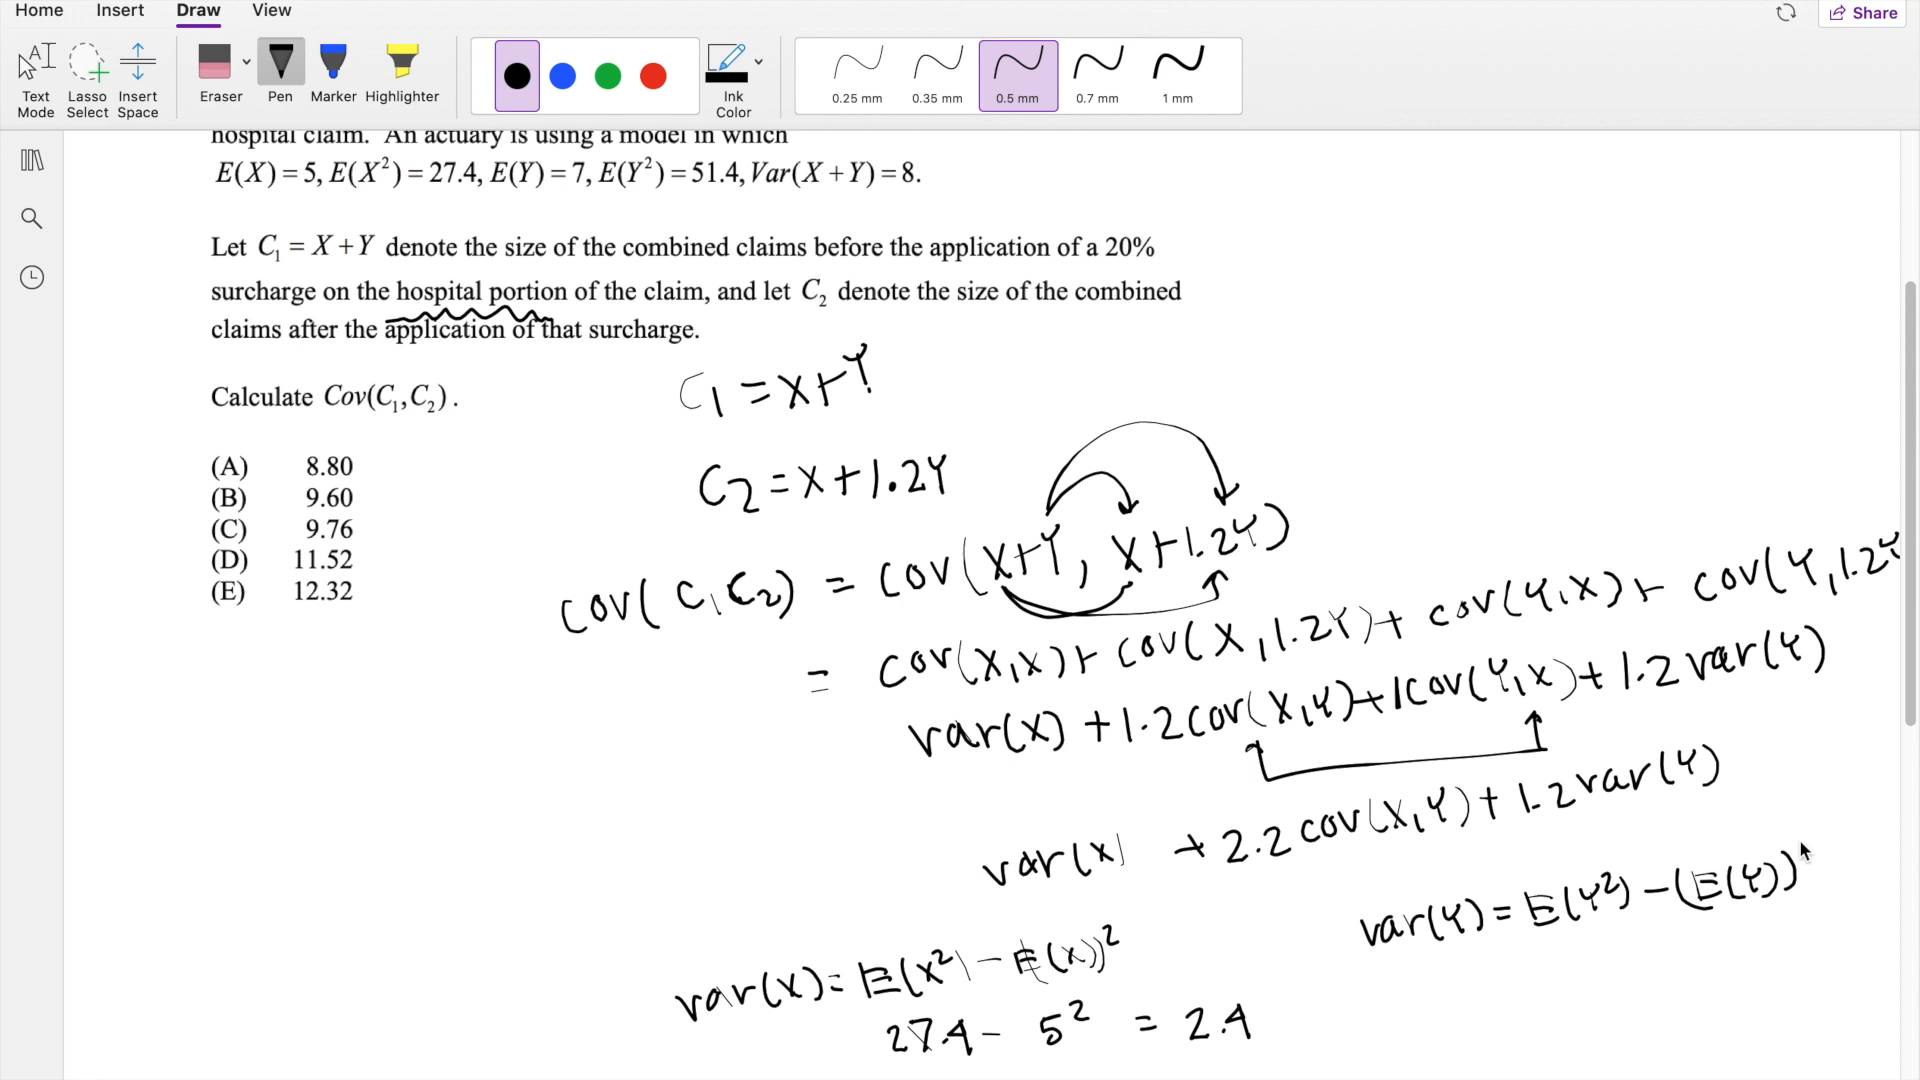 Home Insert Draw View
Share
Text Mode
Lasso Select
Insert Space
Eraser
Pen
Marker
Highlighter
Ink Color
0.25 mm
0.35 mm
0.5 mm
0.7 mm
1 mm
hospital claim. An actuary is using a model in which
E(X) = 5, E(X²) = 27.4, E(Y) = 7, E(Y²) = 51.4, Var(X + Y) = 8.
Let C₁ = X + Y denote the size of the combined claims before the application of a 20%
surcharge on the hospital portion of the claim, and let C₂ denote the size of the combined
claims after the application of that surcharge.
Calculate Cov(C₁,C₂).
(A) 8.80
(B) 9.60
(C) 9.76
(D) 11.52
(E) 12.32
C1 = X+Y
C2 = X + 1.2Y
cov(C1C2) = cov(X+Y, X+1.2Y)
= cov(X,X)+ cov(X,1.2Y)+ cov(Y,X)+ cov(Y,1.2Y
var(X) + 1.2cov(X,Y)+1cov(Y,X)+ 1.2 var(Y)
var(X) + 2.2 cov(X,Y)+ 1.2 var(Y)
var(Y) = E(Y²) - (E(Y))
var(X) = E(X²) - E(X))²
27.4 - 5² = 2.4